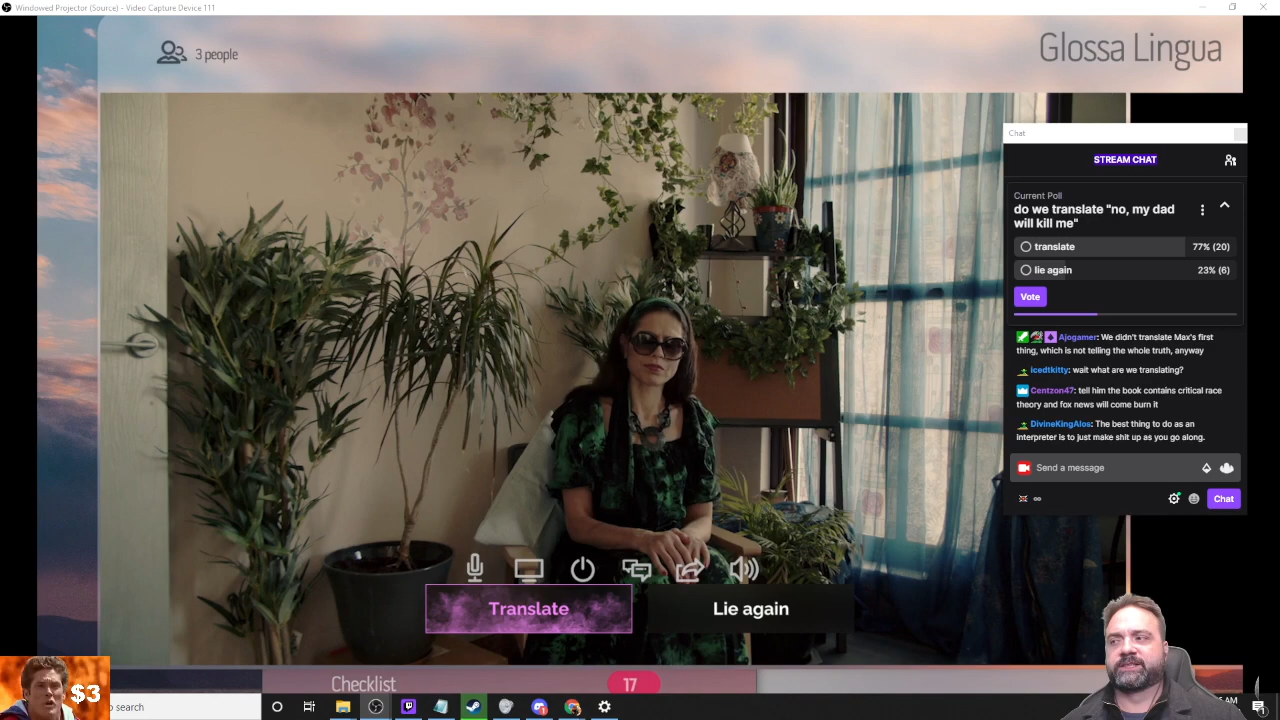 Windowed Projector (Source) - Video Capture Device 111
3 people
Glossa Lingua
Chat
STREAM CHAT
Current Poll
do we translate "no, my dad
will kill me"
translate 77% (20)
lie again 23% (6)
Vote
Ajogamer: We didn't translate Max's first
thing, which is not telling the whole truth, anyway
icedtkitty: wait what are we translating?
Centzon47: tell him the book contains critical race
theory and fox news will come burn it
DivineKingAlos: The best thing to do as an
interpreter is to just make shit up as you go along.
Send a message
Chat
Translate
Lie again
Checklist
17
$3
o search